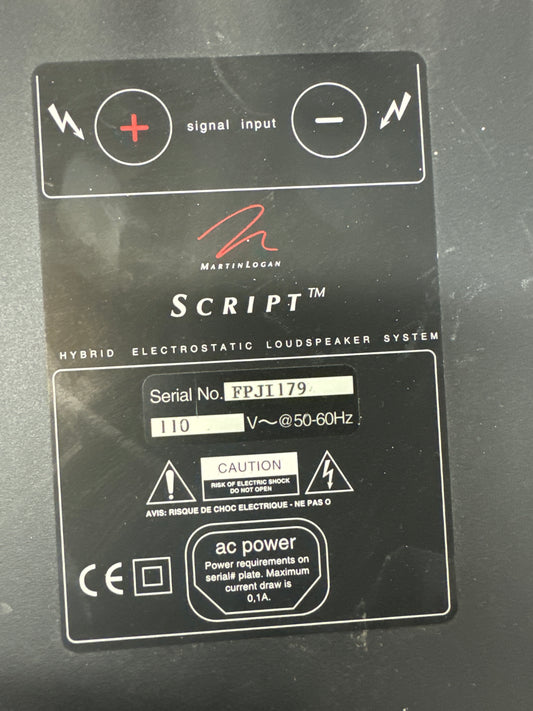 + signal input −
MARTINLOGAN
SCRIPT™
HYBRID ELECTROSTATIC LOUDSPEAKER SYSTEM
Serial No. FPJI179
110 V~@50-60Hz
CAUTION
RISK OF ELECTRIC SHOCK
DO NOT OPEN
AVIS: RISQUE DE CHOC ELECTRIQUE - NE PAS O
ac power
Power requirements on
serial# plate. Maximum
current draw is
0,1A.
CE